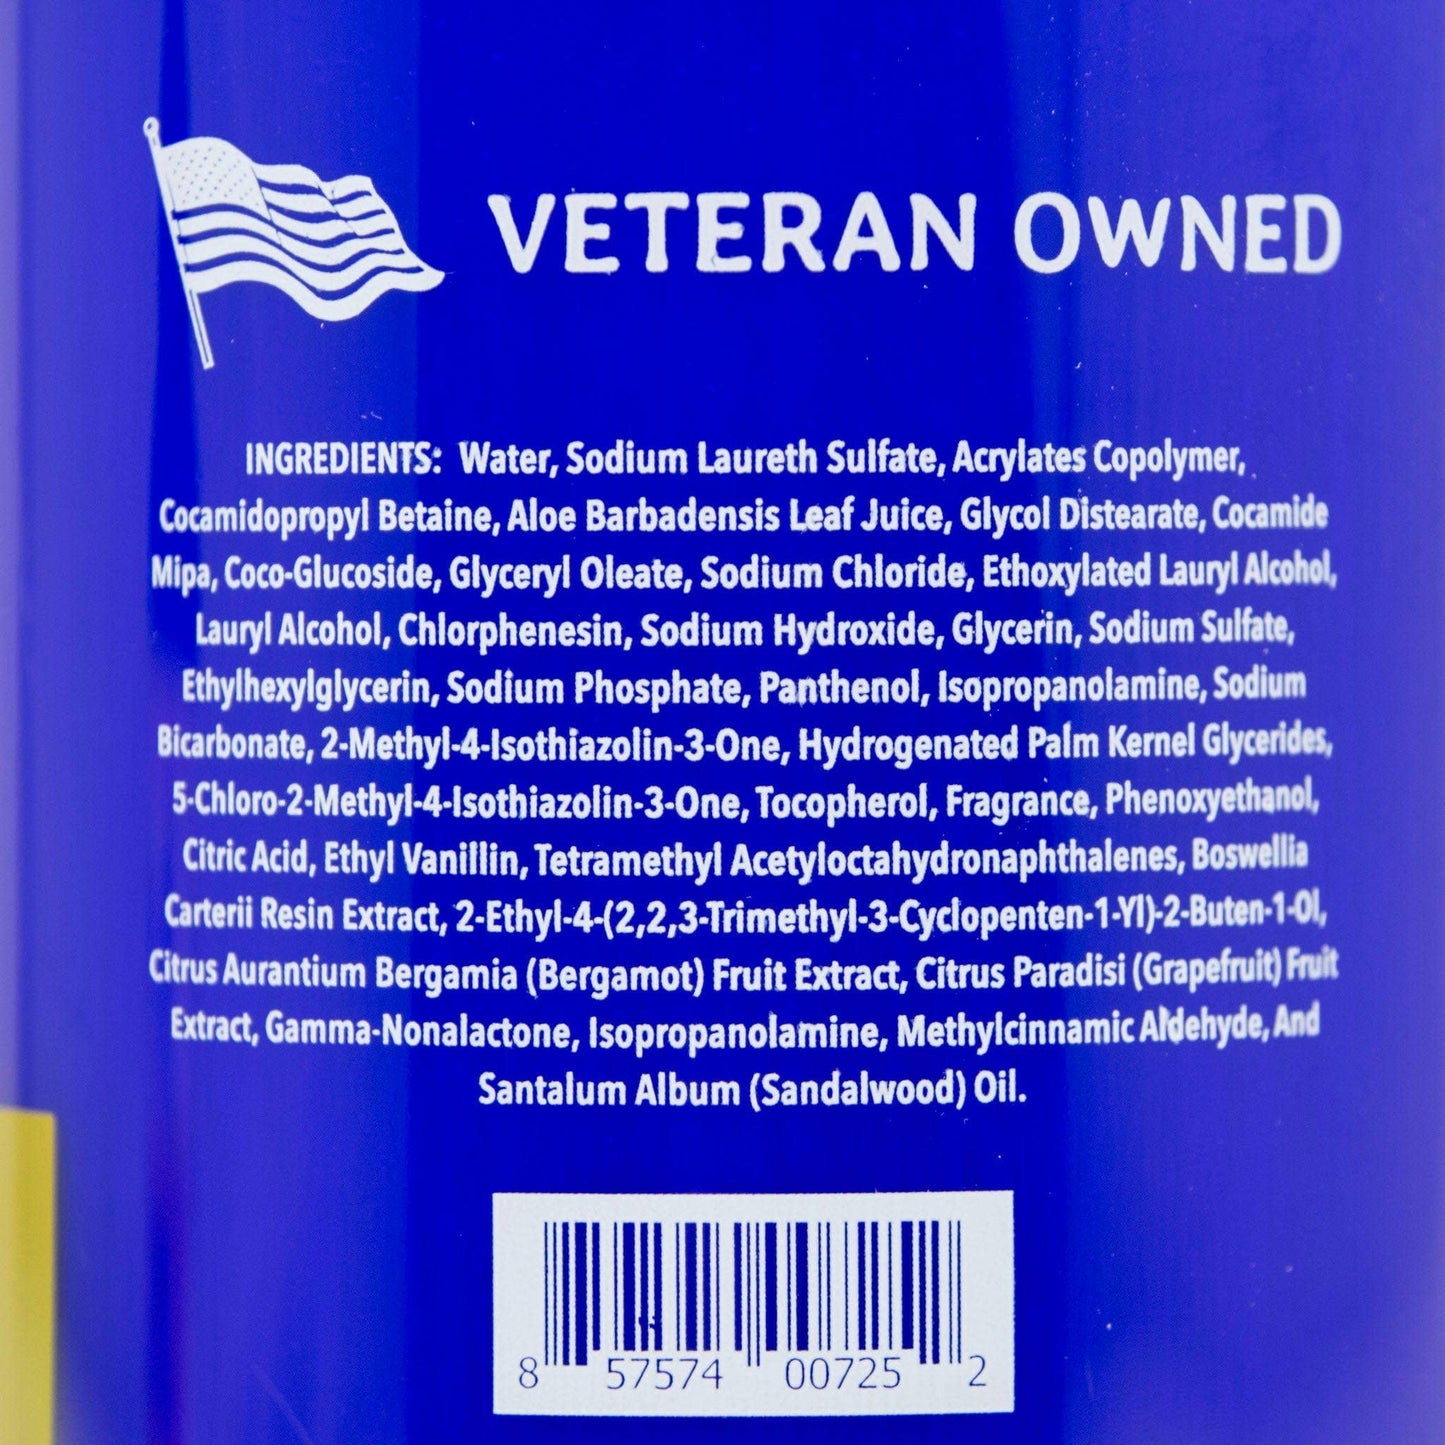 VETERAN OWNED
INGREDIENTS: Water, Sodium Laureth Sulfate, Acrylates Copolymer,
Cocamidopropyl Betaine, Aloe Barbadensis Leaf Juice, Glycol Distearate, Cocamide
Mipa, Coco-Glucoside, Glyceryl Oleate, Sodium Chloride, Ethoxylated Lauryl Alcohol,
Lauryl Alcohol, Chlorphenesin, Sodium Hydroxide, Glycerin, Sodium Sulfate,
Ethylhexylglycerin, Sodium Phosphate, Panthenol, Isopropanolamine, Sodium
Bicarbonate, 2-Methyl-4-Isothiazolin-3-One, Hydrogenated Palm Kernel Glycerides,
5-Chloro-2-Methyl-4-Isothiazolin-3-One, Tocopherol, Fragrance, Phenoxyethanol,
Citric Acid, Ethyl Vanillin, Tetramethyl Acetyloctahydronaphthalenes, Boswellia
Carterii Resin Extract, 2-Ethyl-4-(2,2,3-Trimethyl-3-Cyclopenten-1-Yl)-2-Buten-1-Ol,
Citrus Aurantium Bergamia (Bergamot) Fruit Extract, Citrus Paradisi (Grapefruit) Fruit
Extract, Gamma-Nonalactone, Isopropanolamine, Methylcinnamic Aldehyde, And
Santalum Album (Sandalwood) Oil.
8 57574 00725 2